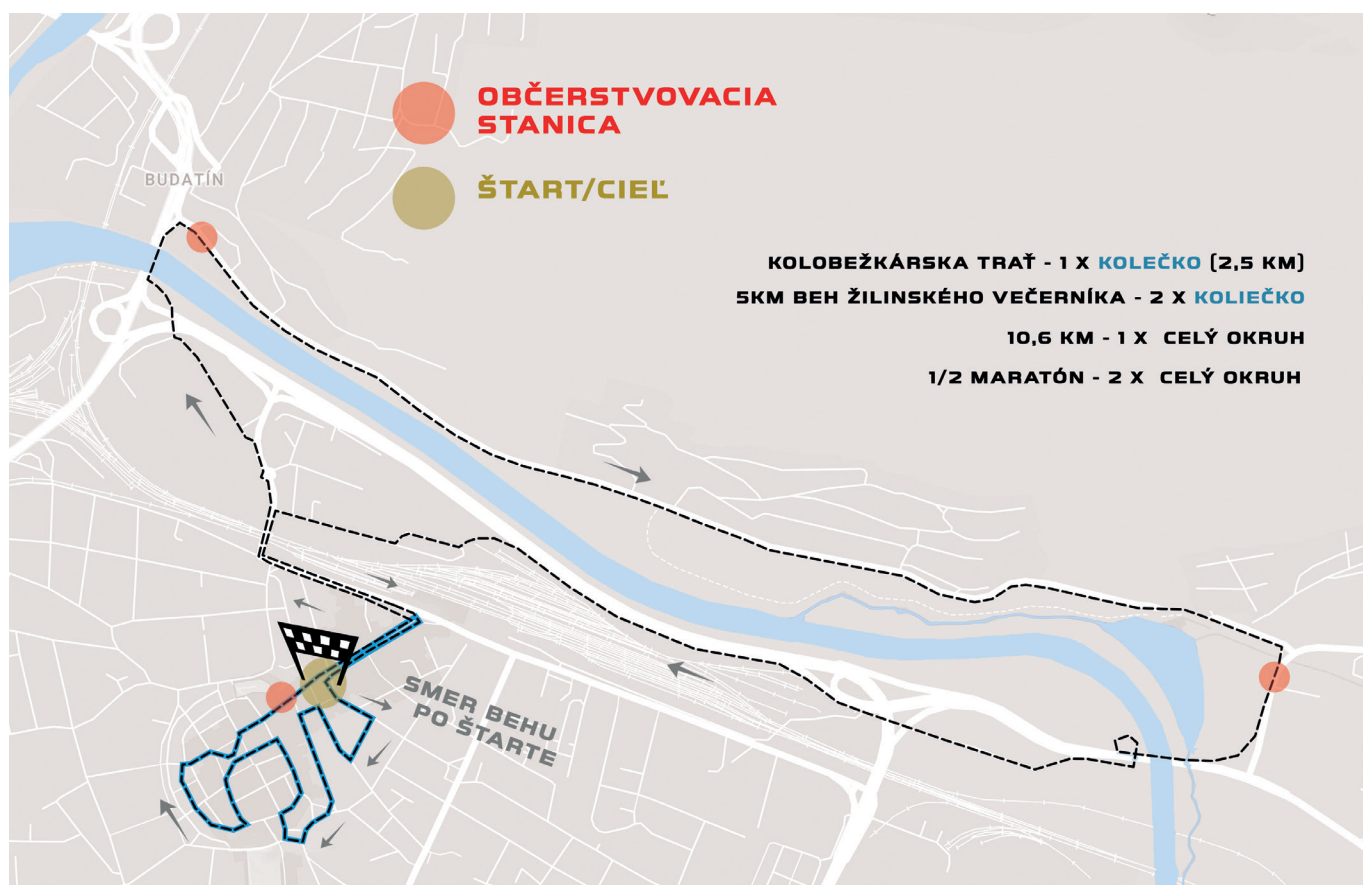 OBČERSTVOVACIA
STANICA
ŠTART/CIEĽ
BUDATÍN
KOLOBEŽKÁRSKA TRAŤ - 1 X KOLEČKO (2,5 KM)
5KM BEH ŽILINSKÉHO VEČERNÍKA - 2 X KOLIEČKO
10,6 KM - 1 X CELÝ OKRUH
1/2 MARATÓN - 2 X CELÝ OKRUH
SMER BEHU
PO ŠTARTE